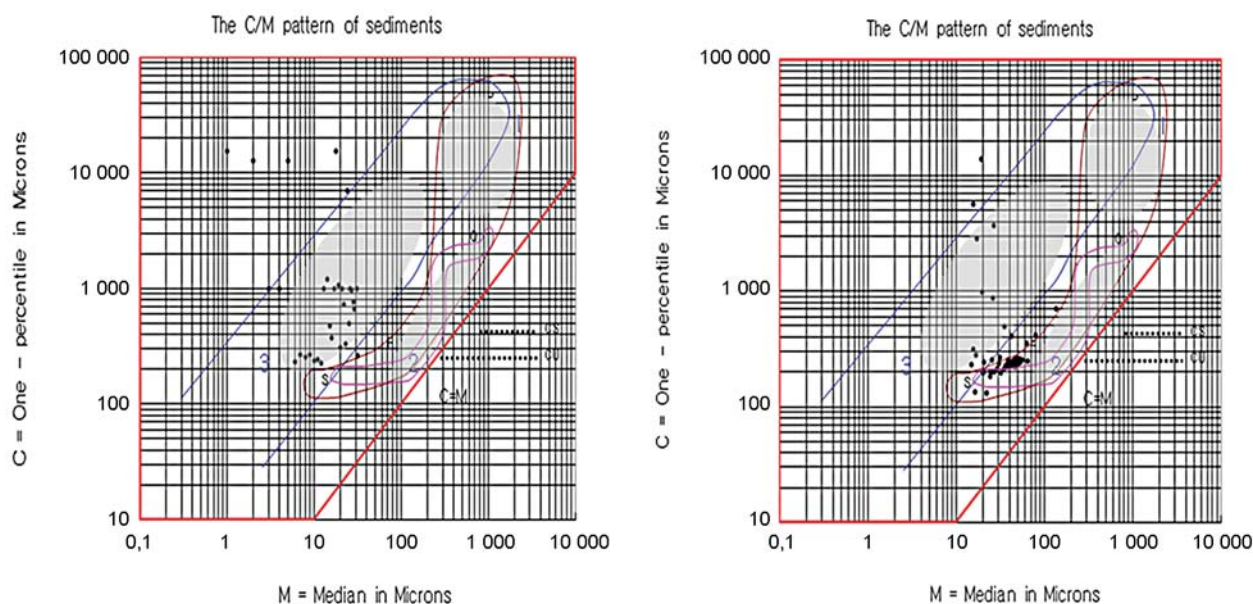 The C/M pattern of sediments
C = One - percentile in Microns
100 000
10 000
1 000
100
10
0,1
1
10
100
1 000
10 000
M = Median in Microns
1
3
2
S
CS
CU
C=M
The C/M pattern of sediments
C = One - percentile in Microns
100 000
10 000
1 000
100
10
0,1
1
10
100
1 000
10 000
M = Median in Microns
1
3
2
S
CS
CU
C=M